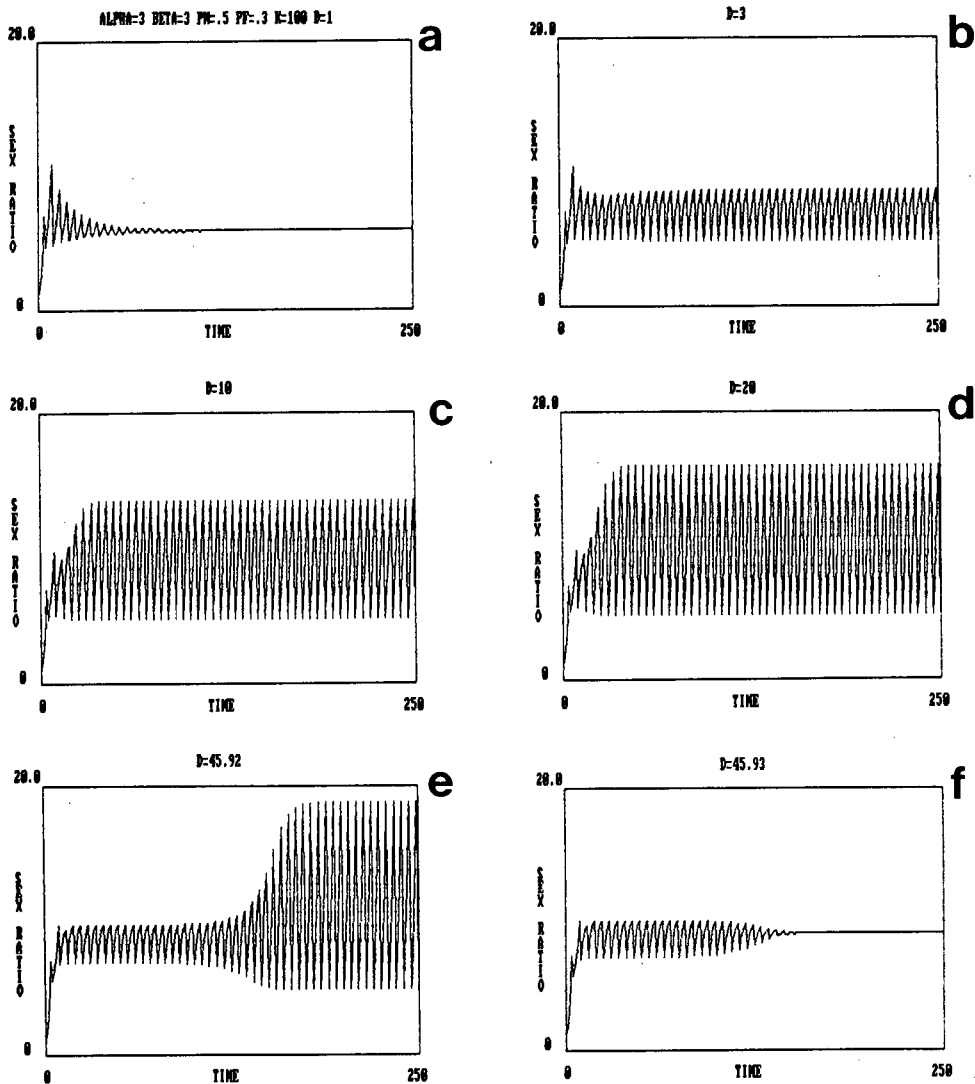 ALPHA=3 BETA=3 PM=.5 PF=.3 K=100 D=1
a
20.0
SEX RATIO
0
0
TIME
250
D=3
b
20.0
SEX RATIO
0
0
TIME
250
D=10
c
20.0
SEX RATIO
0
0
TIME
250
D=20
d
20.0
SEX RATIO
0
0
TIME
250
D=45.92
e
20.0
SEX RATIO
0
0
TIME
250
D=45.93
f
20.0
SEX RATIO
0
0
TIME
250